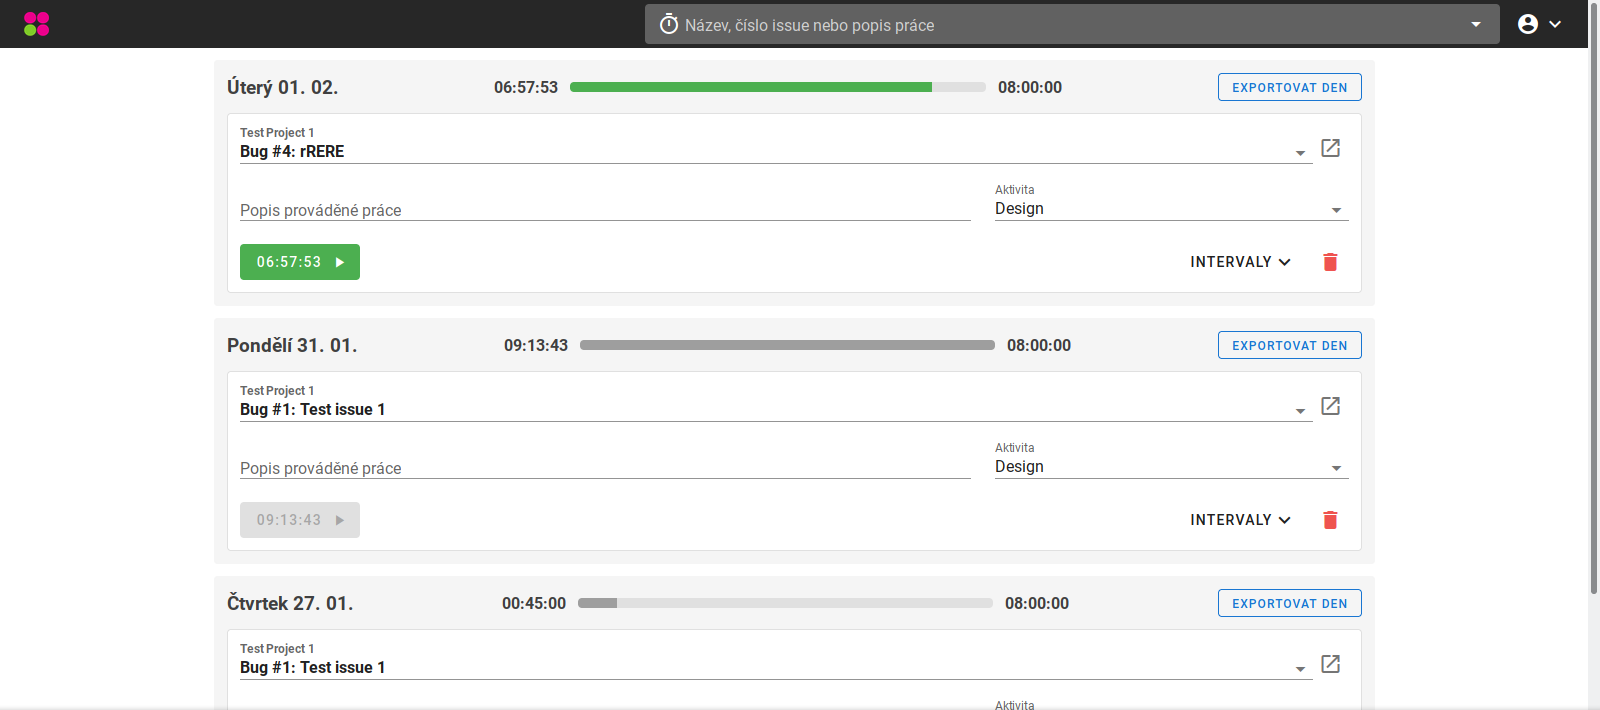 Název, číslo issue nebo popis práce
Úterý 01. 02.
06:57:53
08:00:00
EXPORTOVAT DEN
Test Project 1
Bug #4: rRERE
Aktivita
Popis prováděné práce
Design
06:57:53
INTERVALY
Pondělí 31. 01.
09:13:43
08:00:00
EXPORTOVAT DEN
Test Project 1
Bug #1: Test issue 1
Aktivita
Popis prováděné práce
Design
09:13:43
INTERVALY
Čtvrtek 27. 01.
00:45:00
08:00:00
EXPORTOVAT DEN
Test Project 1
Bug #1: Test issue 1
Aktivita